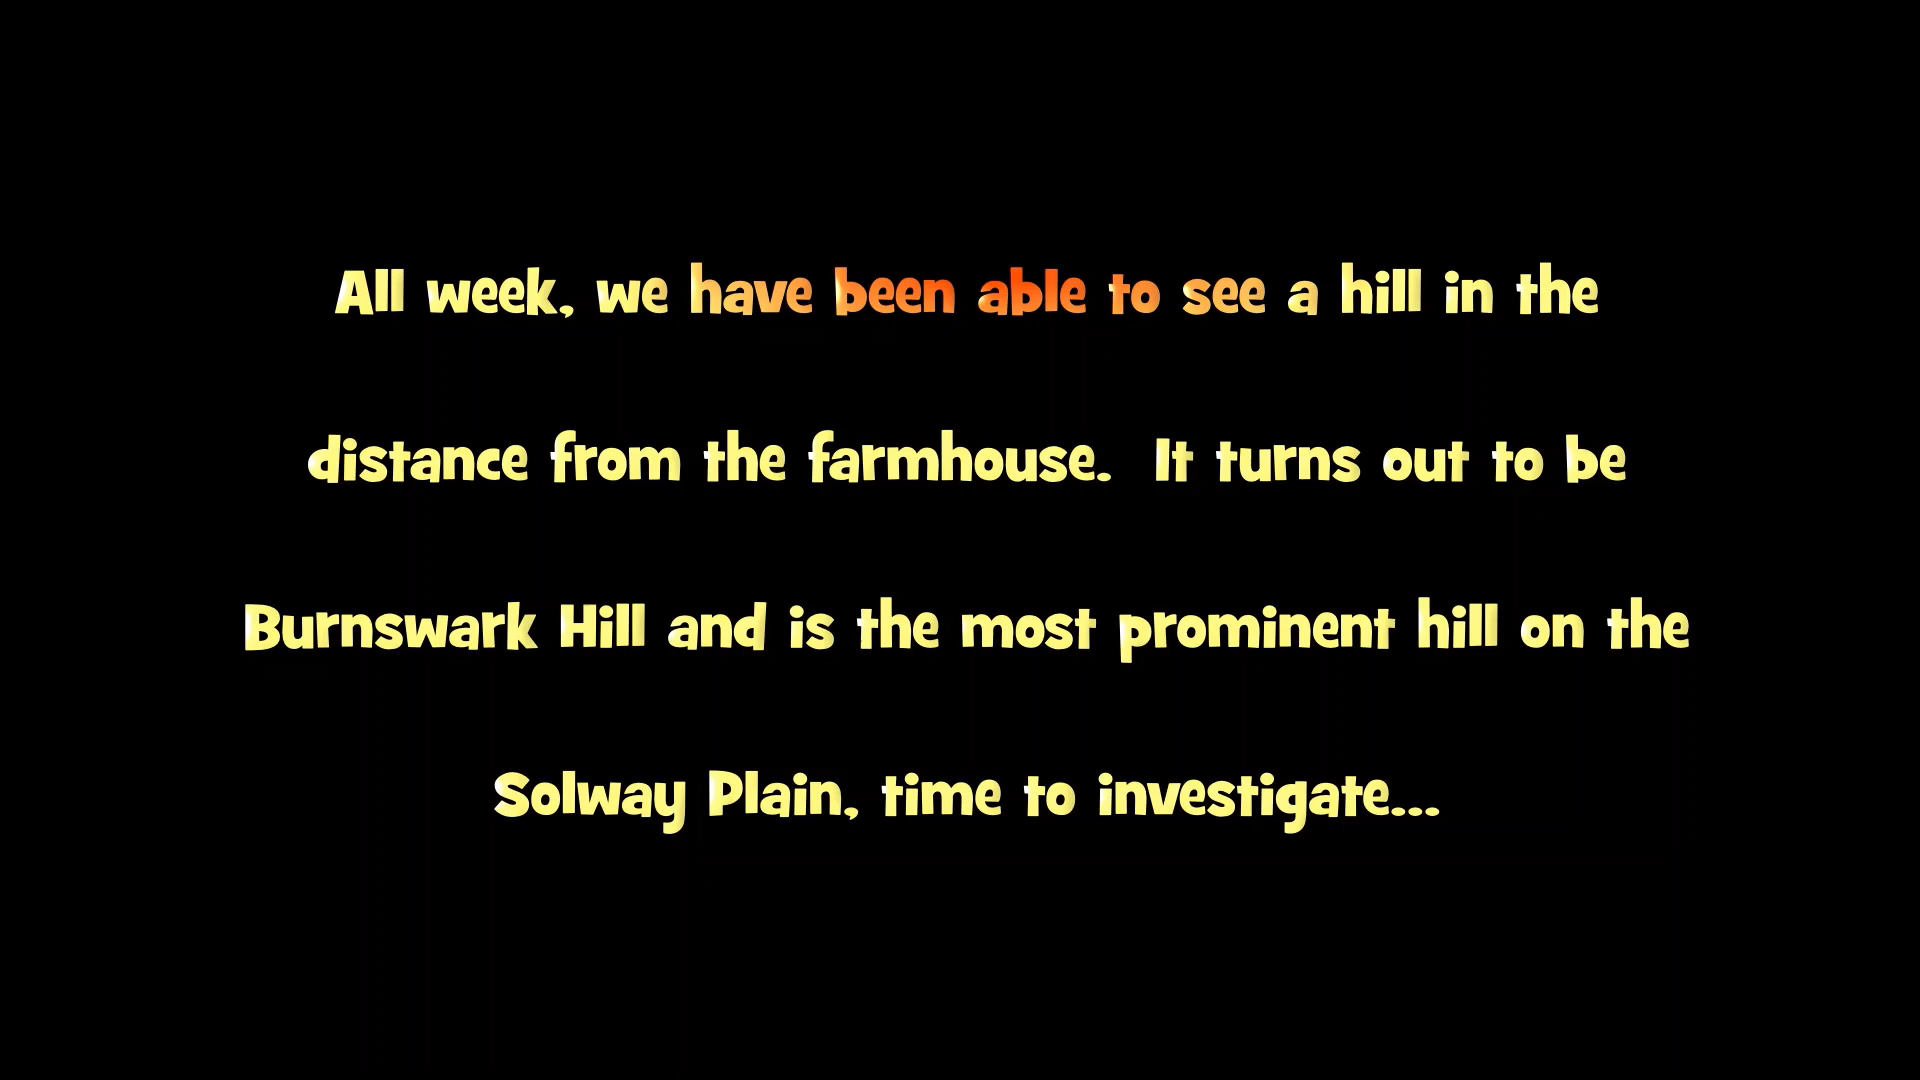 All week, we have been able to see a hill in the
distance from the farmhouse.  It turns out to be
Burnswark Hill and is the most prominent hill on the
Solway Plain, time to investigate...